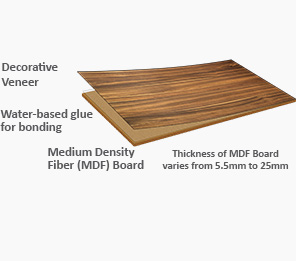 Decorative
Veneer
Water-based glue
for bonding
Medium Density
Fiber (MDF) Board
Thickness of MDF Board
varies from 5.5mm to 25mm